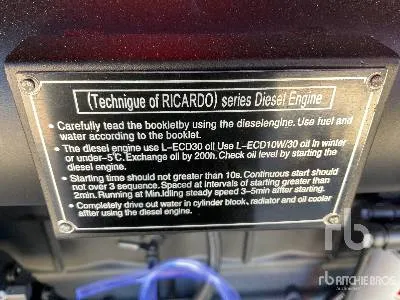 (Technigue of RICARDO) series Diesel Engine
• Carefully tead the bookletby using the dieselengine. Use fuel and
water according to the booklet.
• The diesel engine use L-ECD30 oil Use L-ECD10W/30 oil in winter
or under-5°C. Exchange oil by 200h. Check oil level by starting the
diesel engine.
• Starting time should not greater than 10s. Continuous start should
not over 3 sequence. Spaced at intervals of starting greater than
2min. Running at Min.Idling steady speed 3-5min affter starting.
• Completely drive out water in cylinder blook, radiator and oil cooler
affter using the diesel engine.
rb
rb RITCHIE BROS